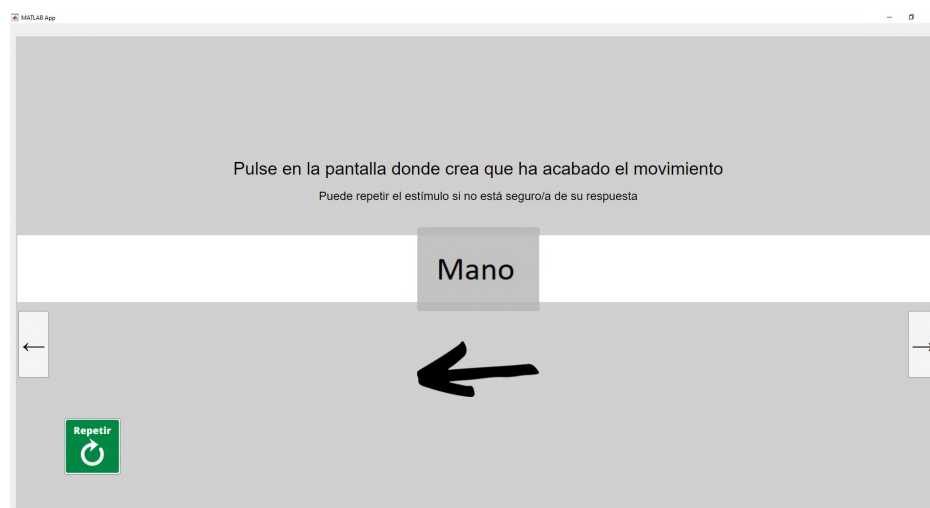 MATLAB App
Pulse en la pantalla donde crea que ha acabado el movimiento
Puede repetir el estímulo si no está seguro/a de su respuesta
Mano
←
→
Repetir